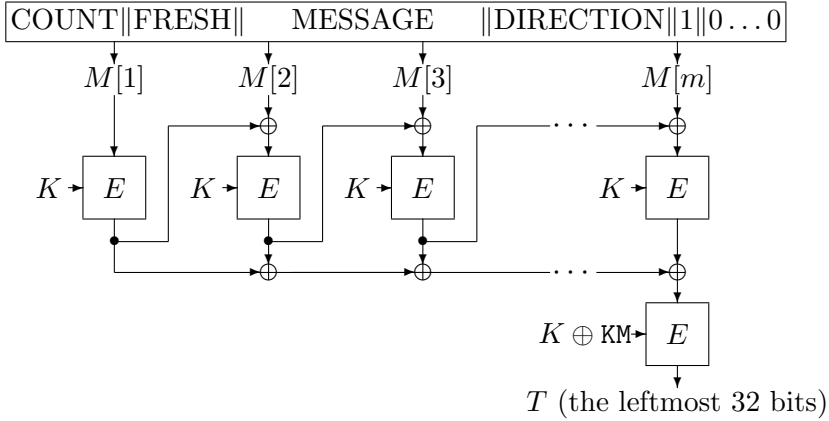 COUNT‖FRESH‖ MESSAGE ‖DIRECTION‖1‖0...0
M[1] M[2] M[3] M[m]
⊕ ⊕ ··· ⊕
K E K E K E K E
⊕ ⊕ ··· ⊕
K ⊕ KM E
T (the leftmost 32 bits)